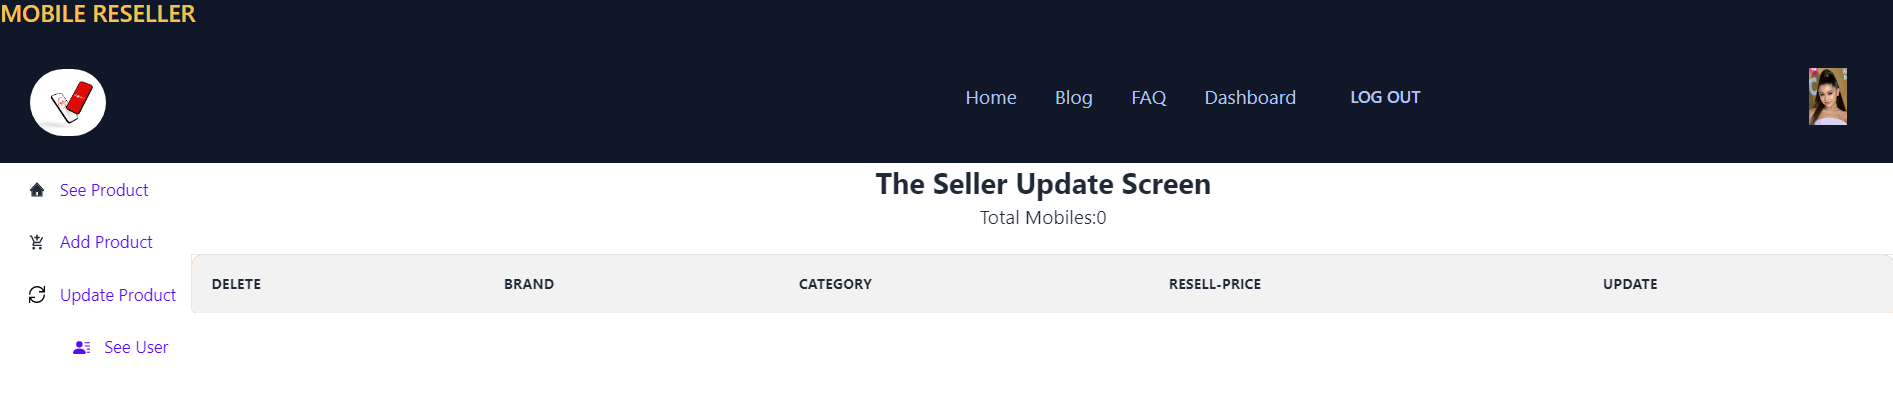 MOBILE RESELLER
Home Blog FAQ Dashboard LOG OUT
See Product
Add Product
Update Product
See User
The Seller Update Screen
Total Mobiles:0
DELETE BRAND CATEGORY RESELL-PRICE UPDATE